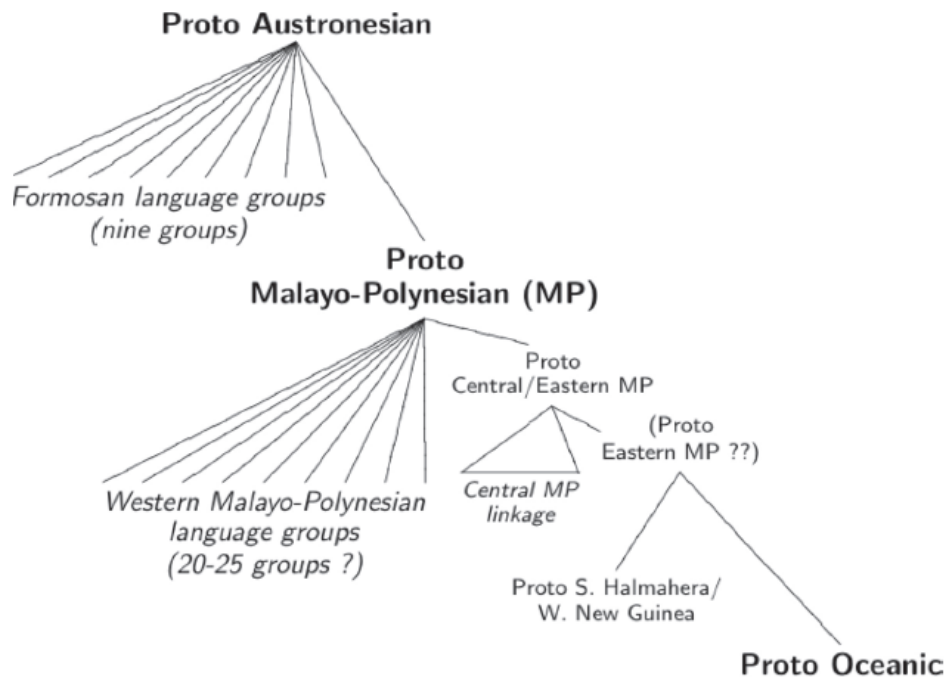 Proto Austronesian
Formosan language groups
(nine groups)
Proto
Malayo-Polynesian (MP)
Proto
Central/Eastern MP
(Proto
Eastern MP ??)
Central MP
linkage
Western Malayo-Polynesian
language groups
(20-25 groups ?)
Proto S. Halmahera/
W. New Guinea
Proto Oceanic